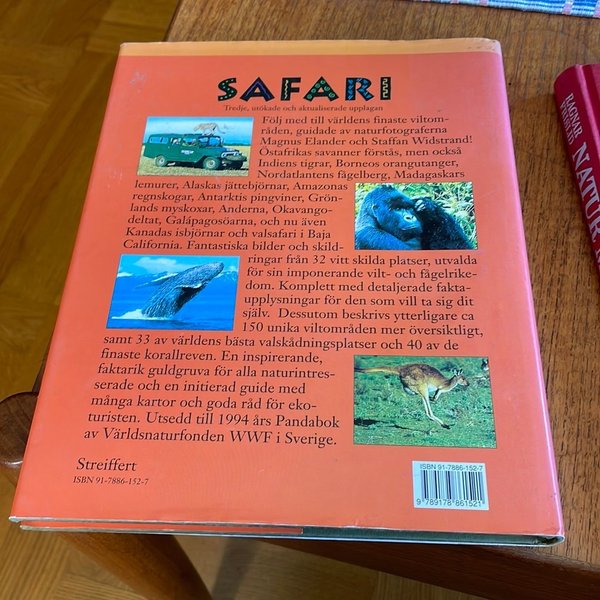 SAFARI
Tredje, utökade och aktualiserade upplagan
Följ med till världens finaste viltom-
råden, guidade av naturfotograferna
Magnus Elander och Staffan Widstrand!
Östafrikas savanner förstås, men också
Indiens tigrar, Borneos orangutanger,
Nordatlantens fågelberg, Madagaskars
lemurer, Alaskas jättebjörnar, Amazonas
regnskogar, Antarktis pingviner, Grön-
lands myskoxar, Anderna, Okavango-
deltat, Galápagosöarna, och nu även
Kanadas isbjörnar och valsafari i Baja
California. Fantastiska bilder och skild-
ringar från 32 vitt skilda platser, utvalda
för sin imponerande vilt- och fågelrike-
dom. Komplett med detaljerade fakta-
upplysningar för den som vill ta sig dit
själv. Dessutom beskrivs ytterligare ca
150 unika viltområden mer översiktligt,
samt 33 av världens bästa valskådningsplatser och 40 av de
finaste korallreven. En inspirerande,
faktarik guldgruva för alla naturintres-
serade och en initierad guide med
många kartor och goda råd för eko-
turisten. Utsedd till 1994 års Pandabok
av Världsnaturfonden WWF i Sverige.
Streiffert
ISBN 91-7886-152-7
ISBN 91-7886-152-7
9 789178 861521
RAGNAR
NATUR